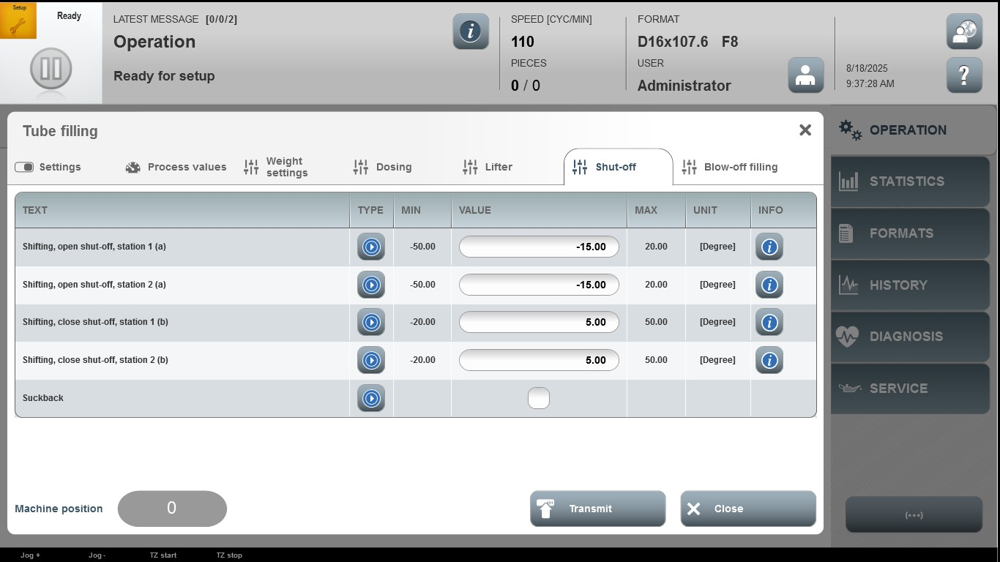 Setup
Ready
LATEST MESSAGE [0/0/2]
Operation
Ready for setup
SPEED [CYC/MIN]
110
PIECES
0 / 0
FORMAT
D16x107.6 F8
USER
Administrator
8/18/2025
9:37:28 AM
?
Tube filling
Settings
Process values
Weight
settings
Dosing
Lifter
Shut-off
Blow-off filling
TEXT TYPE MIN VALUE MAX UNIT INFO
Shifting, open shut-off, station 1 (a) -50.00 -15.00 20.00 [Degree] i
Shifting, open shut-off, station 2 (a) -50.00 -15.00 20.00 [Degree] i
Shifting, close shut-off, station 1 (b) -20.00 5.00 50.00 [Degree] i
Shifting, close shut-off, station 2 (b) -20.00 5.00 50.00 [Degree] i
Suckback
Machine position 0
Transmit
Close
OPERATION
STATISTICS
FORMATS
HISTORY
DIAGNOSIS
SERVICE
(•••)
Jog + Jog - TZ start TZ stop